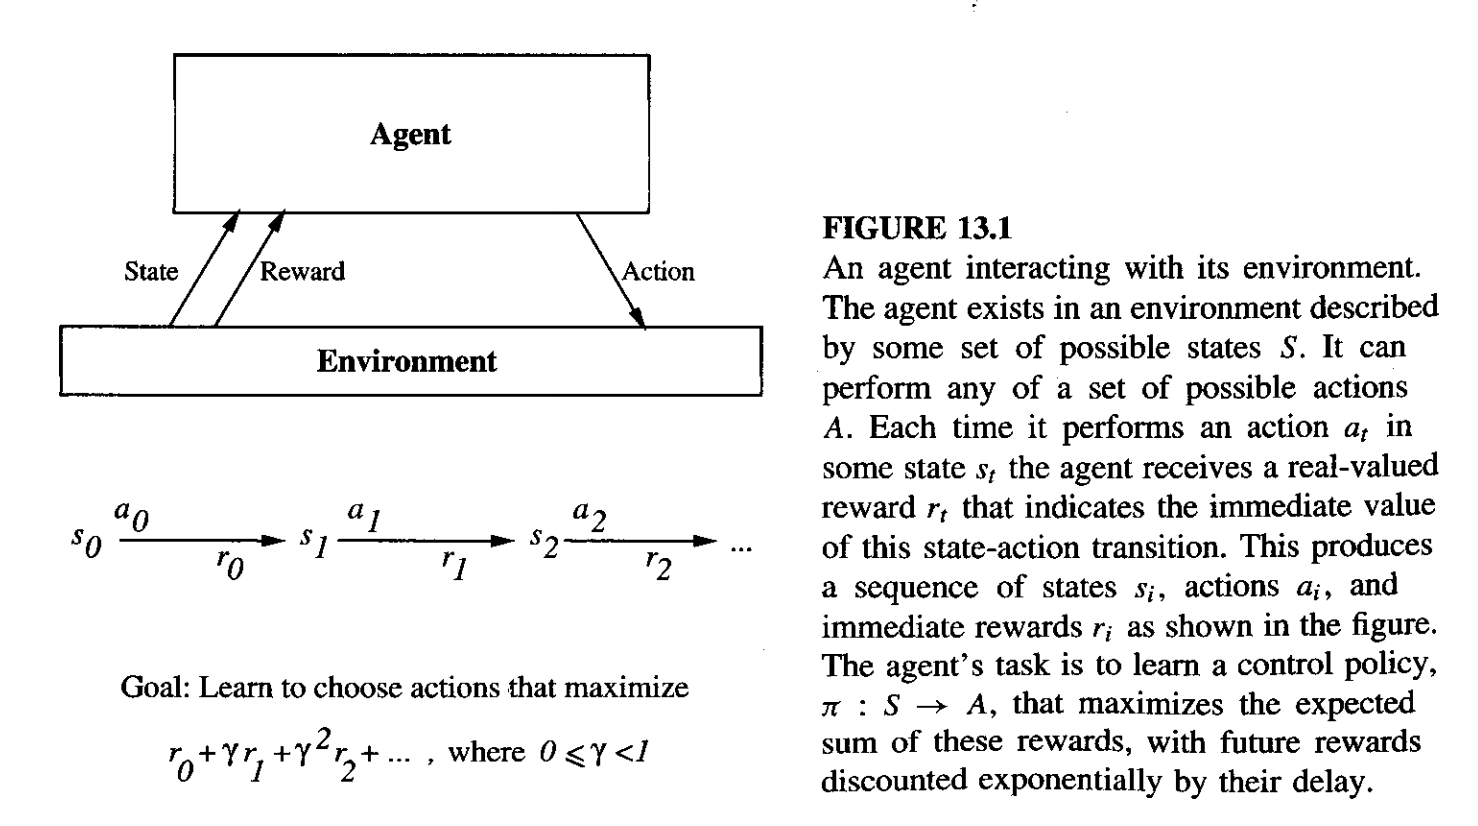 Agent
State
Reward
Action
Environment
s0 a0 r0 s1 a1 r1 s2 a2 r2 ...
Goal: Learn to choose actions that maximize
r0 + γ r1 + γ² r2 + ... , where 0 ⩽ γ < 1
FIGURE 13.1
An agent interacting with its environment.
The agent exists in an environment described
by some set of possible states S. It can
perform any of a set of possible actions
A. Each time it performs an action at in
some state st the agent receives a real-valued
reward rt that indicates the immediate value
of this state-action transition. This produces
a sequence of states si, actions ai, and
immediate rewards ri as shown in the figure.
The agent's task is to learn a control policy,
π : S → A, that maximizes the expected
sum of these rewards, with future rewards
discounted exponentially by their delay.